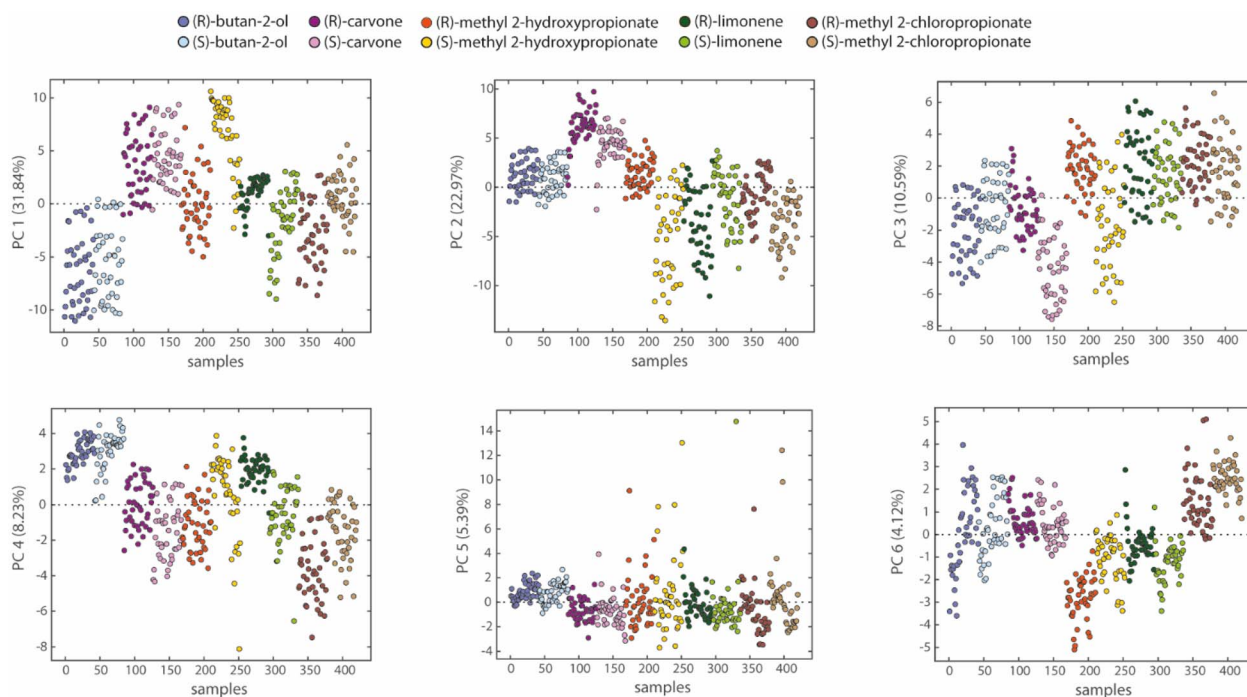 (R)-butan-2-ol (R)-carvone (R)-methyl 2-hydroxypropionate (R)-limonene (R)-methyl 2-chloropropionate
(S)-butan-2-ol (S)-carvone (S)-methyl 2-hydroxypropionate (S)-limonene (S)-methyl 2-chloropropionate
PC 1 (31.84%)
10
5
0
-5
-10
0 50 100 150 200 250 300 350 400
samples
PC 2 (22.97%)
10
5
0
-5
-10
0 50 100 150 200 250 300 350 400
samples
PC 3 (10.59%)
6
4
2
0
-2
-4
-6
-8
0 50 100 150 200 250 300 350 400
samples
PC 4 (8.23%)
4
2
0
-2
-4
-6
-8
0 50 100 150 200 250 300 350 400
samples
PC 5 (5.39%)
14
12
10
8
6
4
2
0
-2
-4
0 50 100 150 200 250 300 350 400
samples
PC 6 (4.12%)
5
4
3
2
1
0
-1
-2
-3
-4
-5
0 50 100 150 200 250 300 350 400
samples